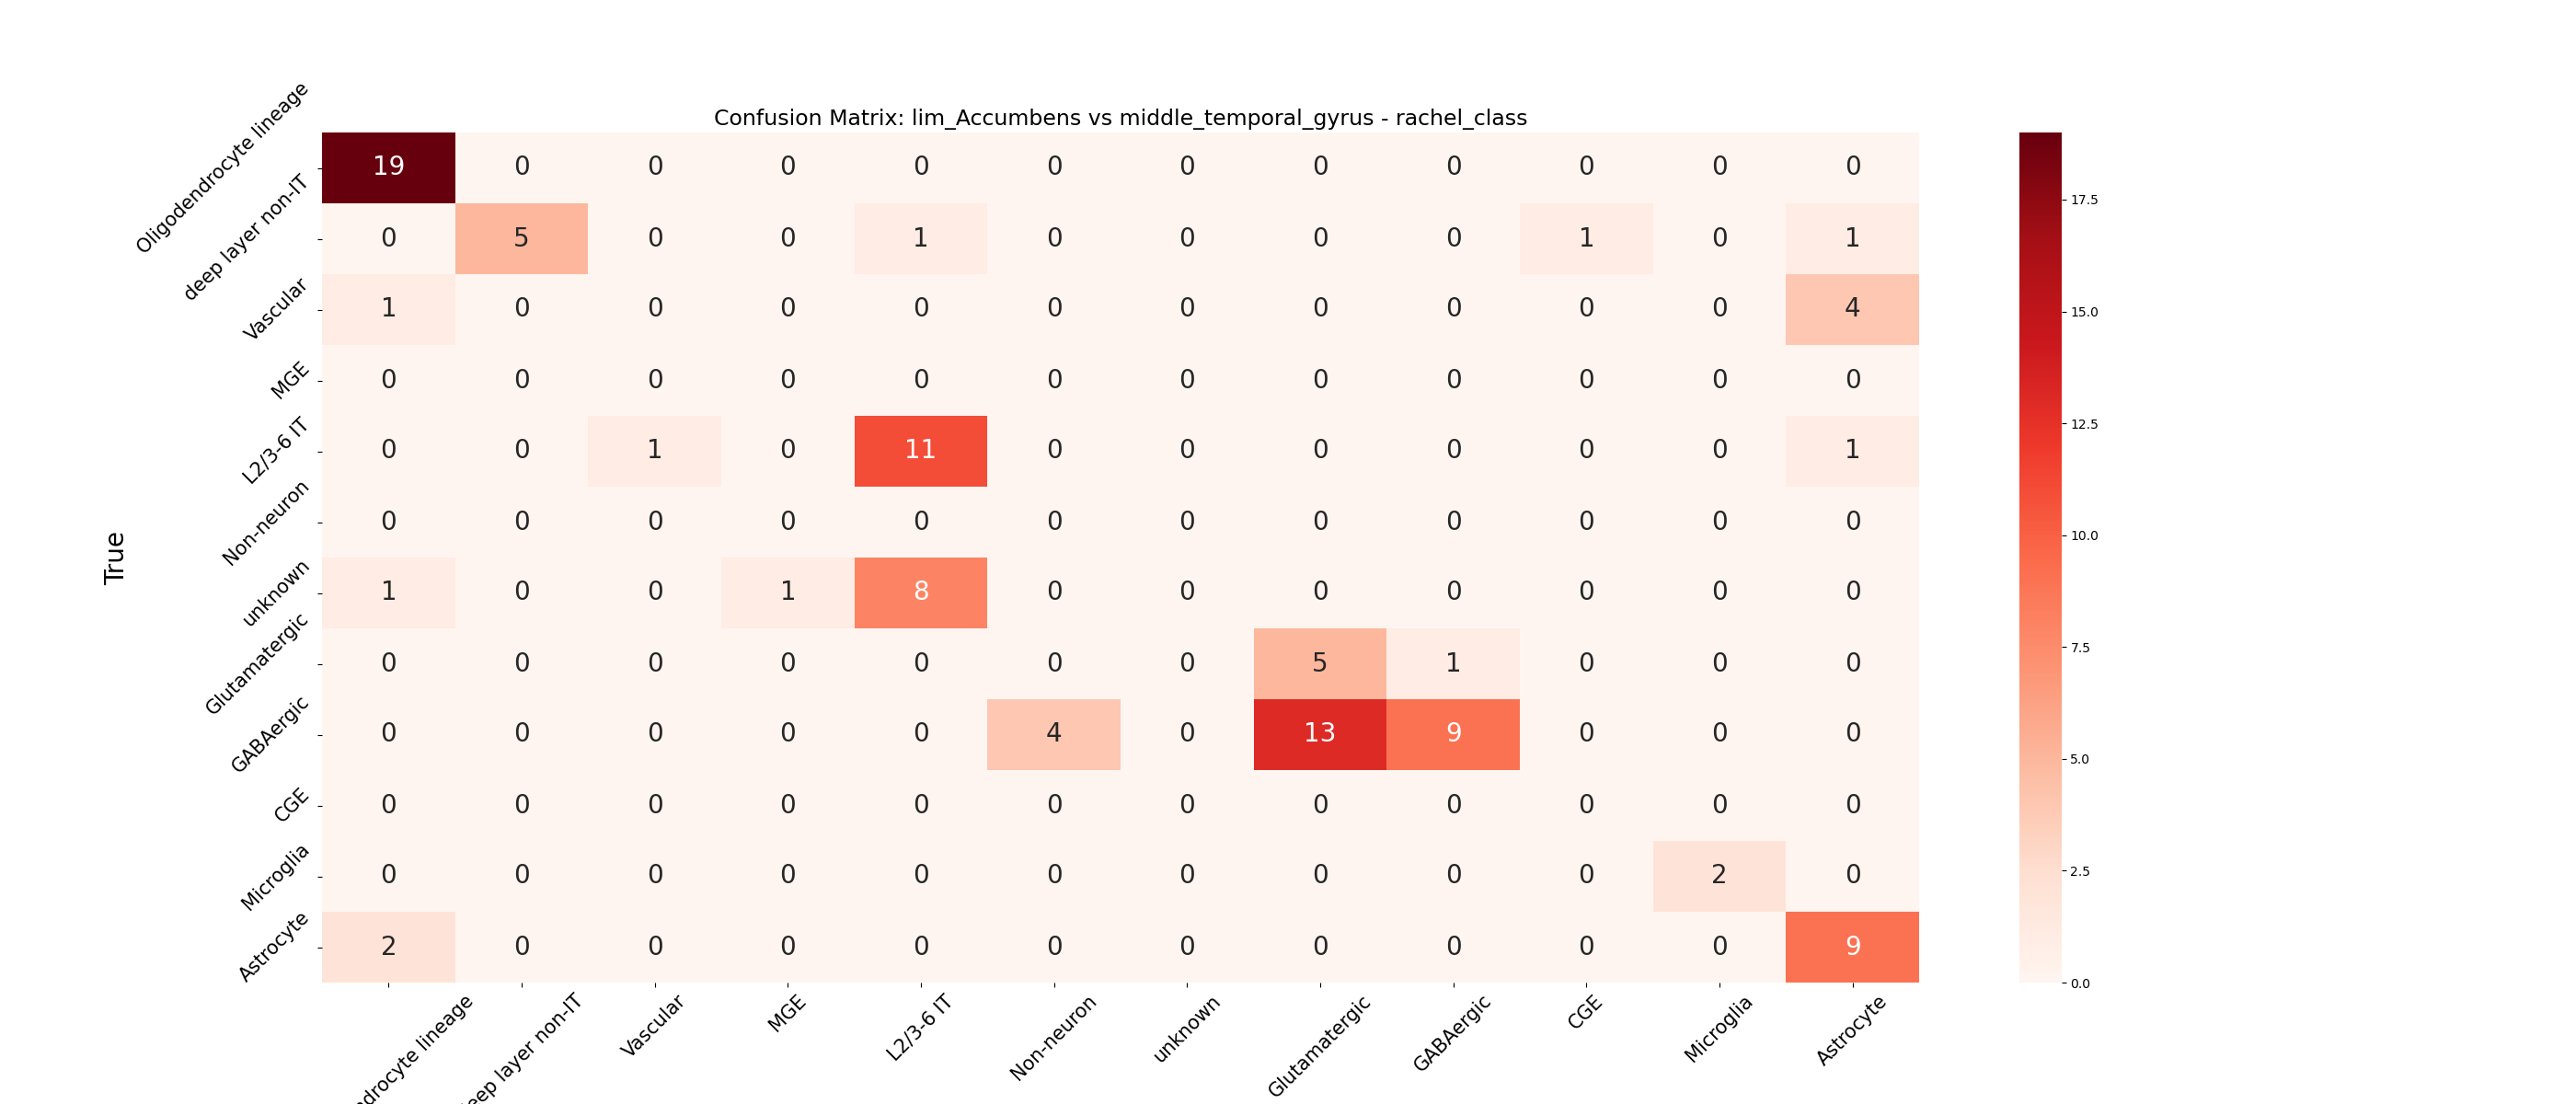 Confusion Matrix: lim_Accumbens vs middle_temporal_gyrus - rachel_class
True
Oligodendrocyte lineage 19 0 0 0 0 0 0 0 0 0 0 0
deep layer non-IT 0 5 0 0 1 0 0 0 0 1 0 1
Vascular 1 0 0 0 0 0 0 0 0 0 0 4
MGE 0 0 0 0 0 0 0 0 0 0 0 0
L2/3-6 IT 0 0 1 0 11 0 0 0 0 0 0 1
Non-neuron 0 0 0 0 0 0 0 0 0 0 0 0
unknown 1 0 0 1 8 0 0 0 0 0 0 0
Glutamatergic 0 0 0 0 0 0 0 5 1 0 0 0
GABAergic 0 0 0 0 0 4 0 13 9 0 0 0
CGE 0 0 0 0 0 0 0 0 0 0 0 0
Microglia 0 0 0 0 0 0 0 0 0 0 2 0
Astrocyte 2 0 0 0 0 0 0 0 0 0 0 9
ndrocyte lineage
eep layer non-IT
Vascular
MGE
L2/3-6 IT
Non-neuron
unknown
Glutamatergic
GABAergic
CGE
Microglia
Astrocyte
17.5
15.0
12.5
10.0
7.5
5.0
2.5
0.0